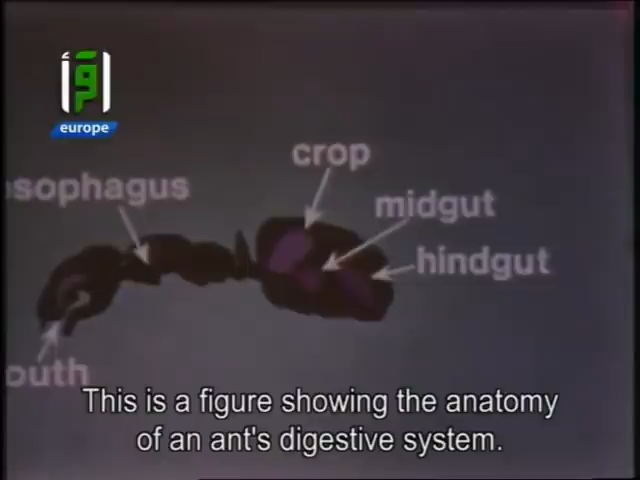 اقرأ
europe
crop
sophagus
midgut
hindgut
outh
This is a figure showing the anatomy
of an ant's digestive system.